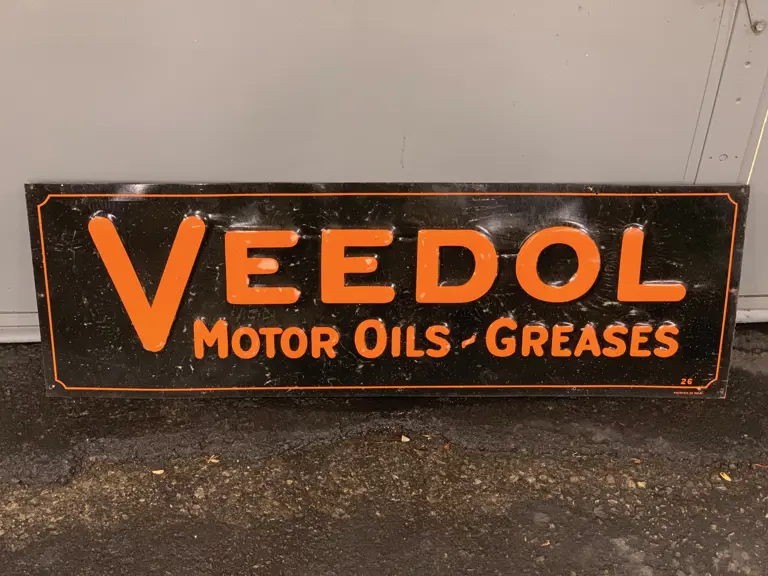 VEEDOL
MOTOR OILS - GREASES
26